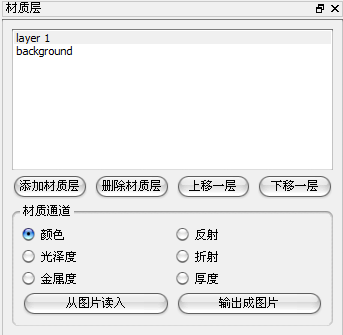 材质层
layer 1
background
添加材质层 删除材质层 上移一层 下移一层
材质通道
颜色 反射
光泽度 折射
金属度 厚度
从图片读入 输出成图片